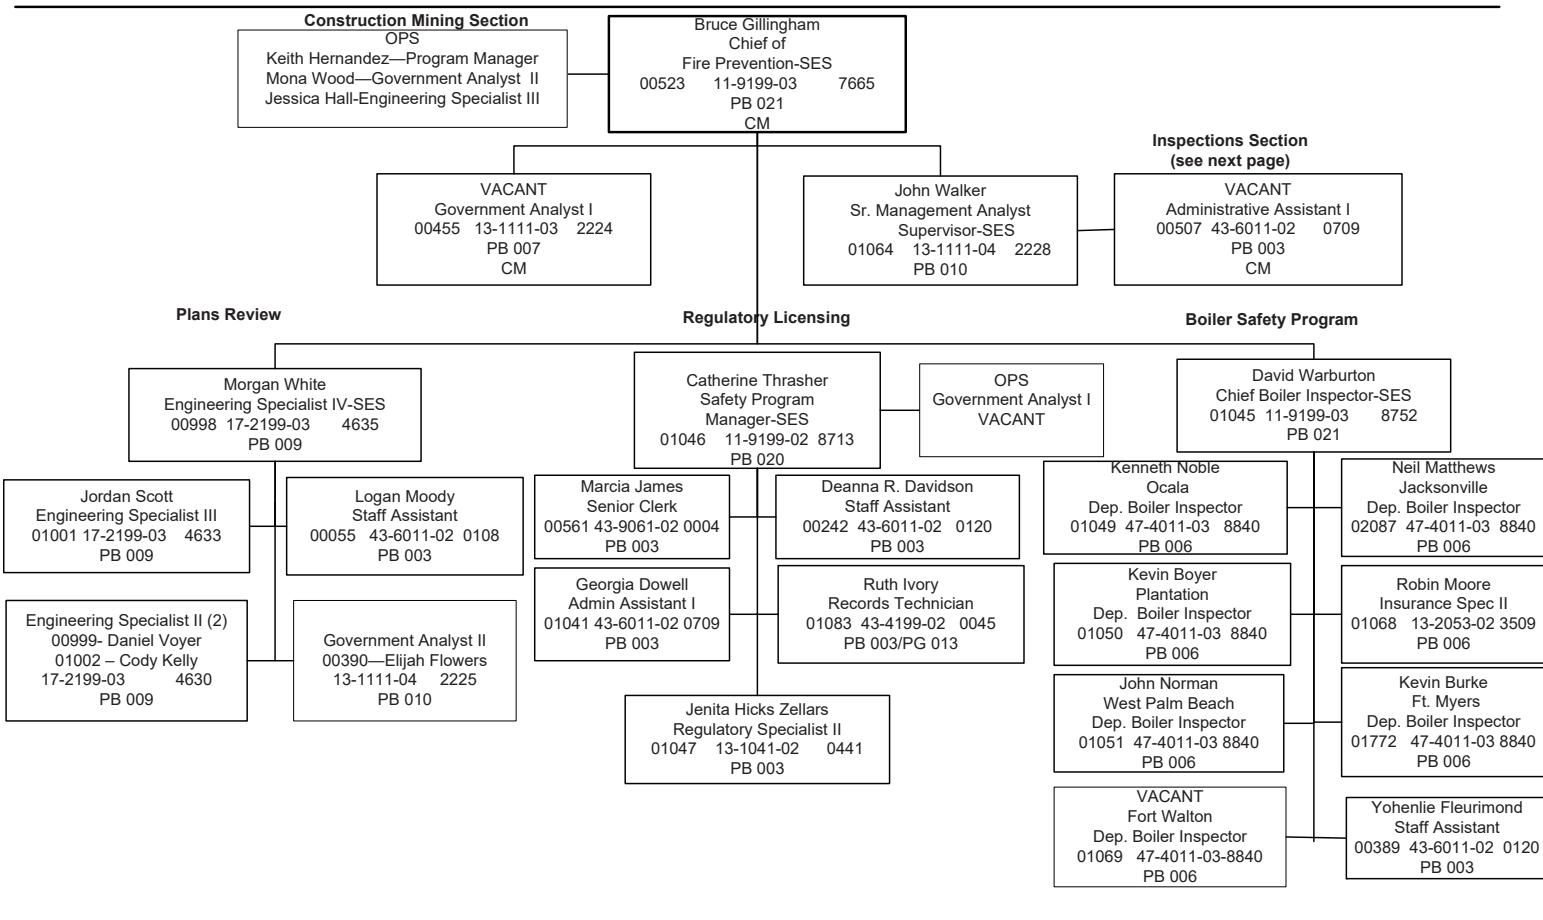 Construction Mining Section
OPS
Keith Hernandez—Program Manager
Mona Wood—Government Analyst II
Jessica Hall-Engineering Specialist III
Bruce Gillingham
Chief of
Fire Prevention-SES
00523 11-9199-03 7665
PB 021
CM
VACANT
Government Analyst I
00455 13-1111-03 2224
PB 007
CM
John Walker
Sr. Management Analyst
Supervisor-SES
01064 13-1111-04 2228
PB 010
Inspections Section
(see next page)
VACANT
Administrative Assistant I
00507 43-6011-02 0709
PB 003
CM
Plans Review
Morgan White
Engineering Specialist IV-SES
00998 17-2199-03 4635
PB 009
Jordan Scott
Engineering Specialist III
01001 17-2199-03 4633
PB 009
Logan Moody
Staff Assistant
00055 43-6011-02 0108
PB 003
Engineering Specialist II (2)
00999- Daniel Voyer
01002 – Cody Kelly
17-2199-03 4630
PB 009
Government Analyst II
00390—Elijah Flowers
13-1111-04 2225
PB 010
Regulatory Licensing
Catherine Thrasher
Safety Program
Manager-SES
01046 11-9199-02 8713
PB 020
OPS
Government Analyst I
VACANT
Marcia James
Senior Clerk
00561 43-9061-02 0004
PB 003
Deanna R. Davidson
Staff Assistant
00242 43-6011-02 0120
PB 003
Georgia Dowell
Admin Assistant I
01041 43-6011-02 0709
PB 003
Ruth Ivory
Records Technician
01083 43-4199-02 0045
PB 003/PG 013
Jenita Hicks Zellars
Regulatory Specialist II
01047 13-1041-02 0441
PB 003
Boiler Safety Program
David Warburton
Chief Boiler Inspector-SES
01045 11-9199-03 8752
PB 021
Kenneth Noble
Ocala
Dep. Boiler Inspector
01049 47-4011-03 8840
PB 006
Neil Matthews
Jacksonville
Dep. Boiler Inspector
02087 47-4011-03 8840
PB 006
Kevin Boyer
Plantation
Dep. Boiler Inspector
01050 47-4011-03 8840
PB 006
Robin Moore
Insurance Spec II
01068 13-2053-02 3509
PB 006
John Norman
West Palm Beach
Dep. Boiler Inspector
01051 47-4011-03 8840
PB 006
Kevin Burke
Ft. Myers
Dep. Boiler Inspector
01772 47-4011-03 8840
PB 006
VACANT
Fort Walton
Dep. Boiler Inspector
01069 47-4011-03-8840
PB 006
Yohenlie Fleurimond
Staff Assistant
00389 43-6011-02 0120
PB 003